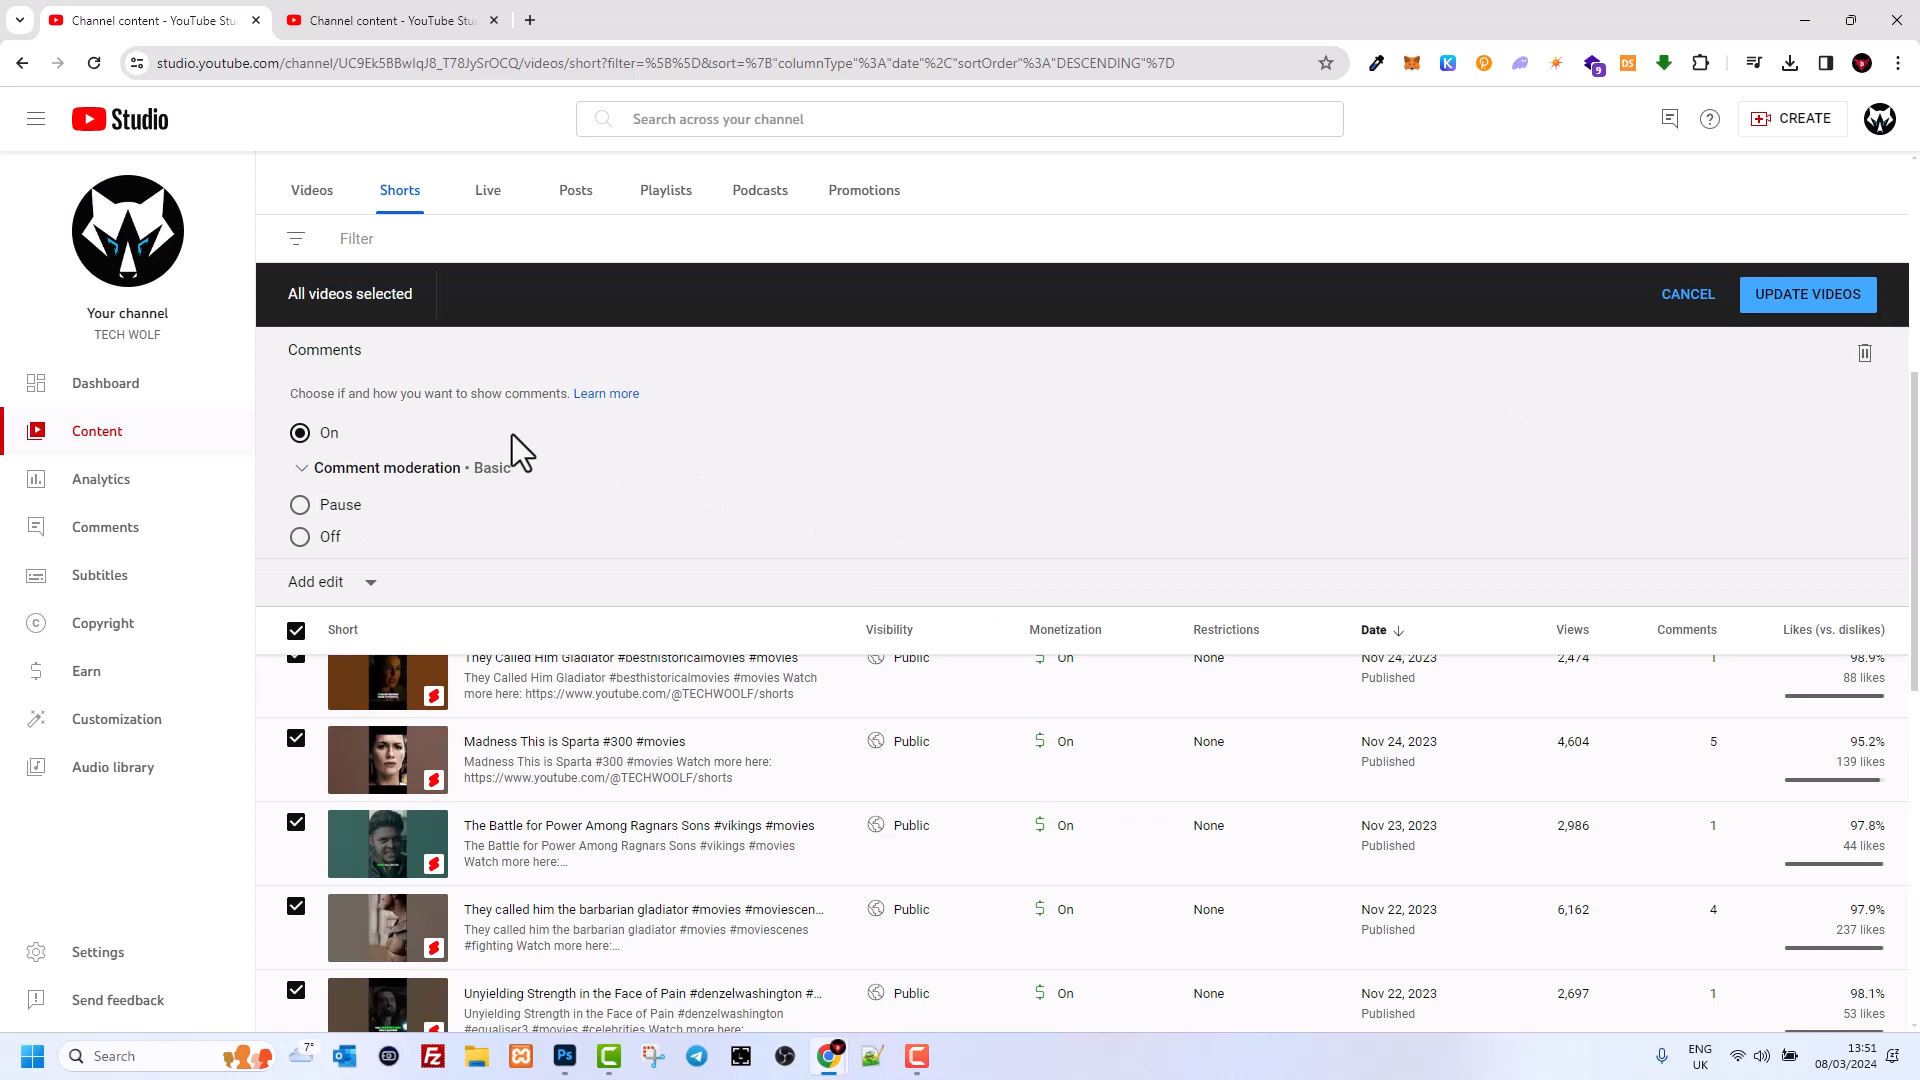 Channel content - YouTube Stu
Channel content - YouTube Stu
studio.youtube.com/channel/UC9Ek5BBwIqJ8_T78JySrOCQ/videos/short?filter=%5B%5D&sort=%7B"columnType"%3A"date"%2C"sortOrder"%3A"DESCENDING"%7D
9
DS
Studio
Search across your channel
CREATE
Your channel
TECH WOLF
Dashboard
Content
Analytics
Comments
Subtitles
Copyright
Earn
Customization
Audio library
Settings
Send feedback
Videos
Shorts
Live
Posts
Playlists
Podcasts
Promotions
Filter
All videos selected
CANCEL
UPDATE VIDEOS
Comments
Choose if and how you want to show comments. Learn more
On
Comment moderation • Basic
Pause
Off
Add edit
Short
Visibility
Monetization
Restrictions
Date
Views
Comments
Likes (vs. dislikes)
They Called Him Gladiator #besthistoricalmovies #movies
They Called Him Gladiator #besthistoricalmovies #movies Watch
more here: https://www.youtube.com/@TECHWOOLF/shorts
Public
On
None
Nov 24, 2023
Published
2,474
1
98.9%
88 likes
Madness This is Sparta #300 #movies
Madness This is Sparta #300 #movies Watch more here:
https://www.youtube.com/@TECHWOOLF/shorts
Public
On
None
Nov 24, 2023
Published
4,604
5
95.2%
139 likes
The Battle for Power Among Ragnars Sons #vikings #movies
The Battle for Power Among Ragnars Sons #vikings #movies
Watch more here:...
Public
On
None
Nov 23, 2023
Published
2,986
1
97.8%
44 likes
They called him the barbarian gladiator #movies #moviescen...
They called him the barbarian gladiator #movies #moviescenes
#fighting Watch more here:...
Public
On
None
Nov 22, 2023
Published
6,162
4
97.9%
237 likes
Unyielding Strength in the Face of Pain #denzelwashington #...
Unyielding Strength in the Face of Pain #denzelwashington
#equaliser3 #movies #celebrities Watch more here:
Public
On
None
Nov 22, 2023
Published
2,697
1
98.1%
53 likes
Search
7°
ENG
UK
13:51
08/03/2024